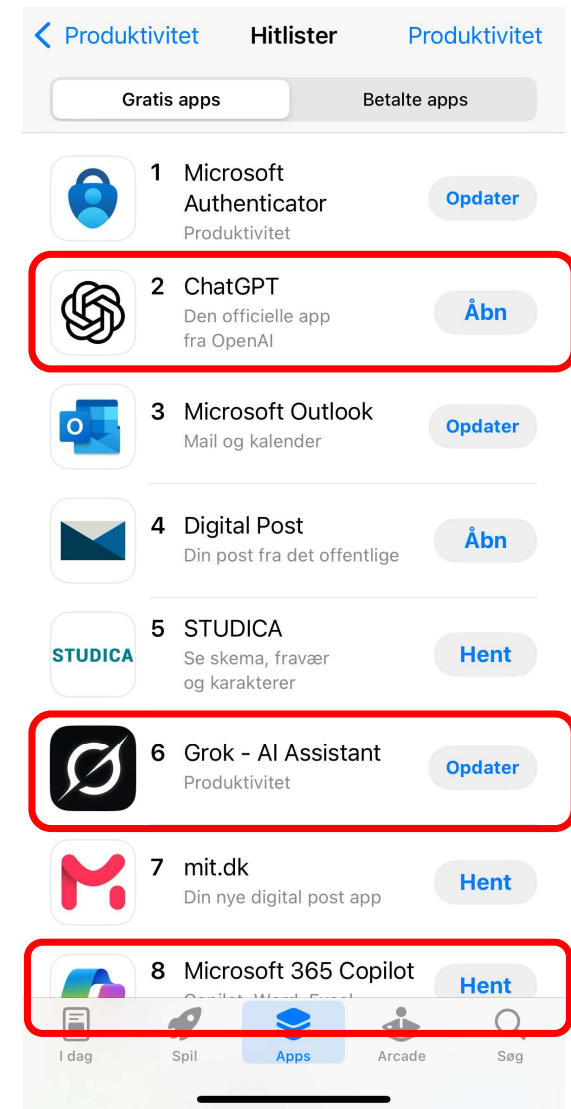 Produktivitet Hitlister Produktivitet
Gratis apps Betalte apps
1 Microsoft
Authenticator
Produktivitet
Opdater
2 ChatGPT
Den officielle app
fra OpenAI
Åbn
3 Microsoft Outlook
Mail og kalender
Opdater
4 Digital Post
Din post fra det offentlige
Åbn
STUDICA
5 STUDICA
Se skema, fravær
og karakterer
Hent
6 Grok - AI Assistant
Produktivitet
Opdater
7 mit.dk
Din nye digital post app
Hent
8 Microsoft 365 Copilot
Hent
I dag Spil Apps Arcade Søg